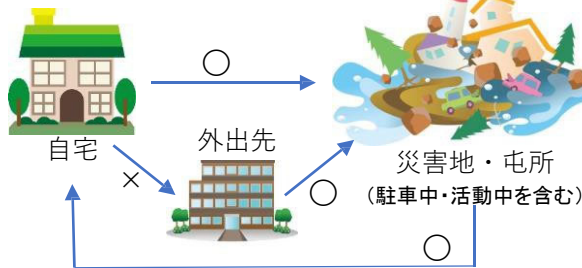 ○
自宅
外出先
×
○
災害地・屯所
（駐車中・活動中を含む）
○